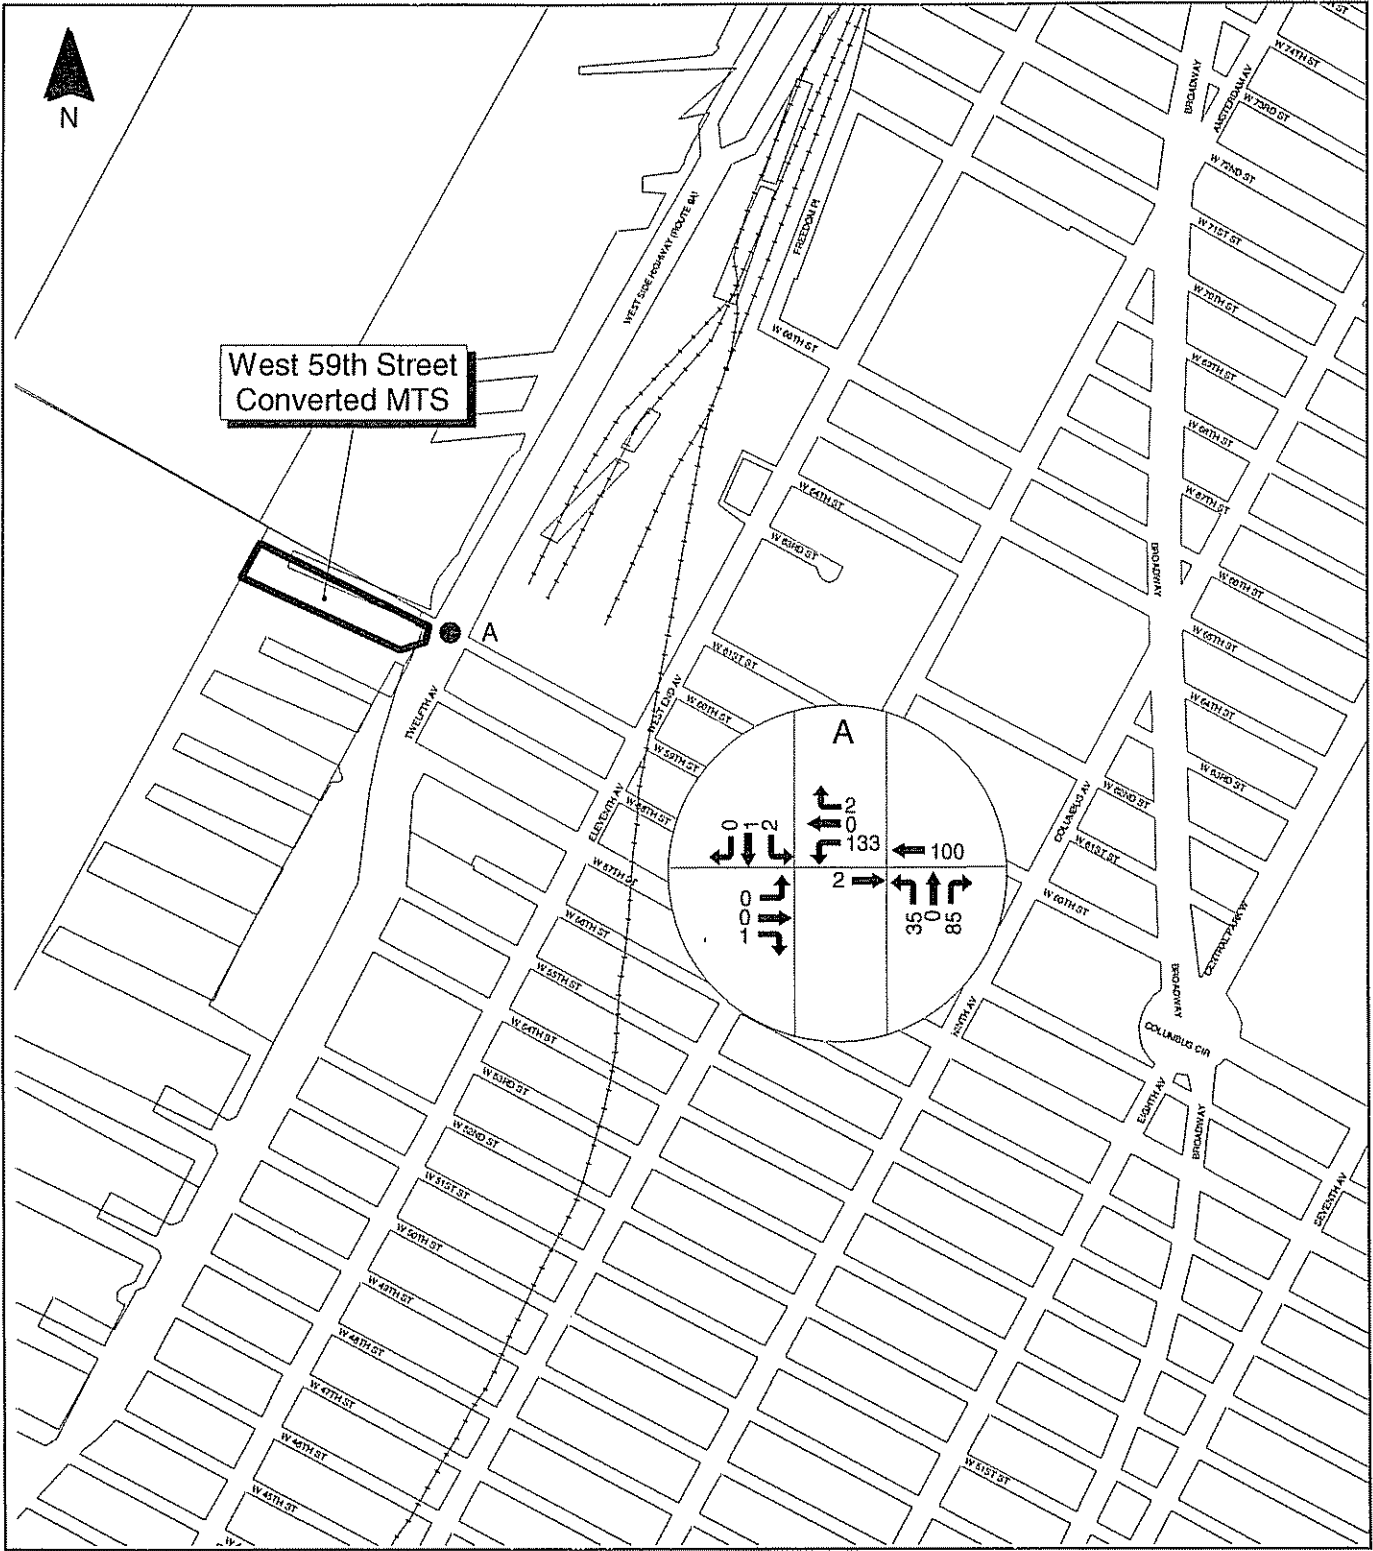 N
West 59th Street
Converted MTS
A
A
0
1
2
2
0
133
100
2
0
0
1
35
0
85
WEST SIDE HIGHWAY (ROUTE 9A)
FREEDOM PL
BROADWAY
AMSTERDAM AV
W 74TH ST
W 73RD ST
W 72ND ST
W 71ST ST
W 70TH ST
W 69TH ST
W 68TH ST
W 67TH ST
W 66TH ST
W 65TH ST
W 64TH ST
W 63RD ST
W 62ND ST
W 61ST ST
W 60TH ST
W 66TH ST
W 64TH ST
W 63RD ST
W 61ST ST
W 60TH ST
W 59TH ST
W 58TH ST
W 57TH ST
W 56TH ST
W 55TH ST
W 54TH ST
W 53RD ST
W 52ND ST
W 51ST ST
W 50TH ST
W 49TH ST
W 48TH ST
W 47TH ST
W 46TH ST
W 45TH ST
W 51ST ST
TWELFTH AV
ELEVENTH AV
WEST END AV
COLUMBUS AV
NINTH AV
BROADWAY
CENTRAL PARK W
BROADWAY
COLUMBUS CIR
EIGHTH AV
BROADWAY
SEVENTH AV